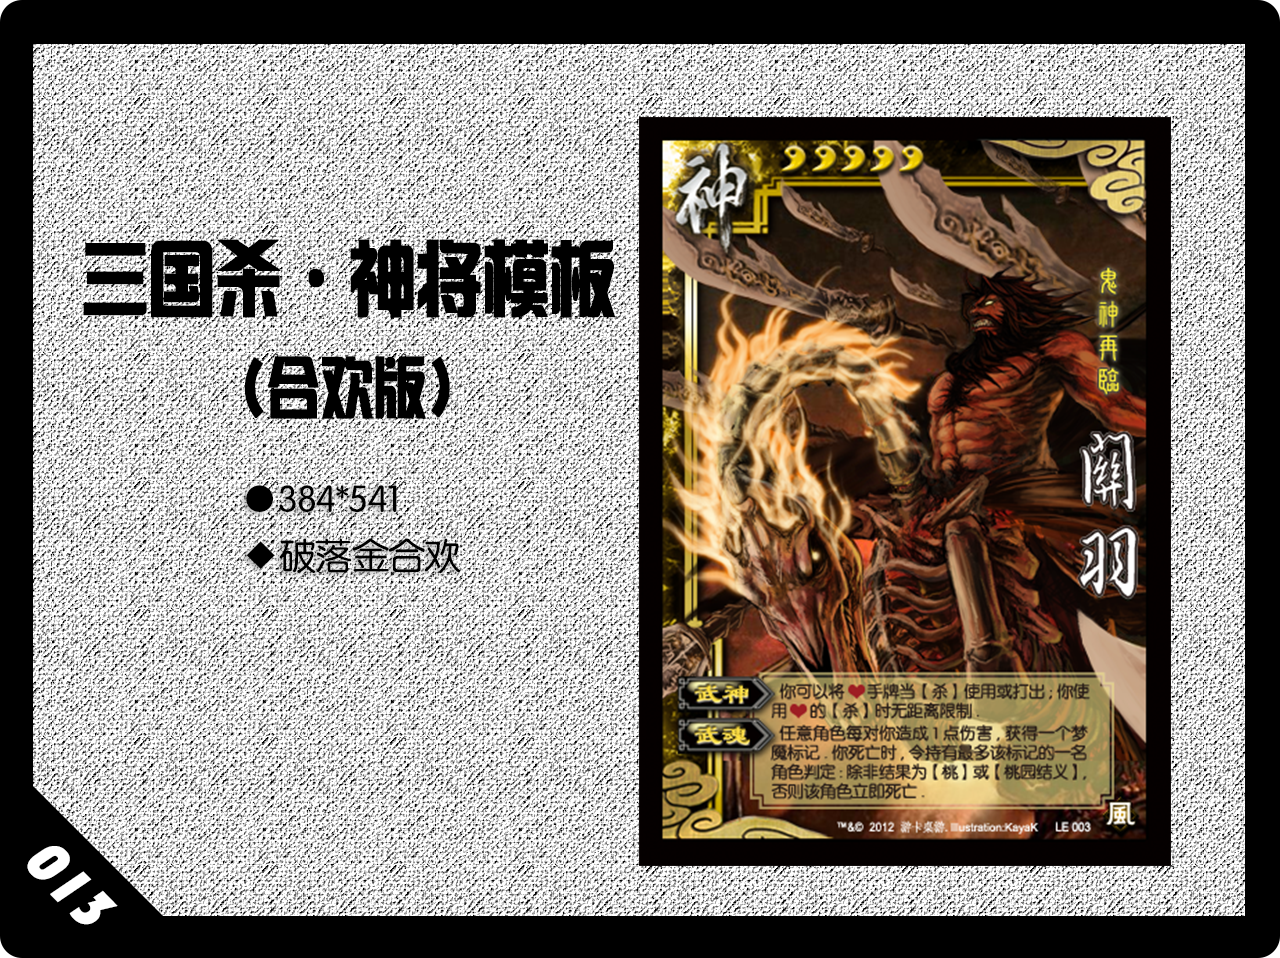 三国杀·神将模板
(合欢版)
●384*541
◆破落金合欢
013
神
鬼神再臨
關羽
武神
你可以将❤手牌当【杀】使用或打出;你使
用❤的【杀】时无距离限制.
武魂
任意角色每对你造成1点伤害,获得一个梦
魔标记.你死亡时,令持有最多该标记的一名
角色判定:除非结果为【桃】或【桃园结义】,
否则该角色立即死亡.
風
™&© 2012 游卡桌游. Illustration:KayaK LE 003